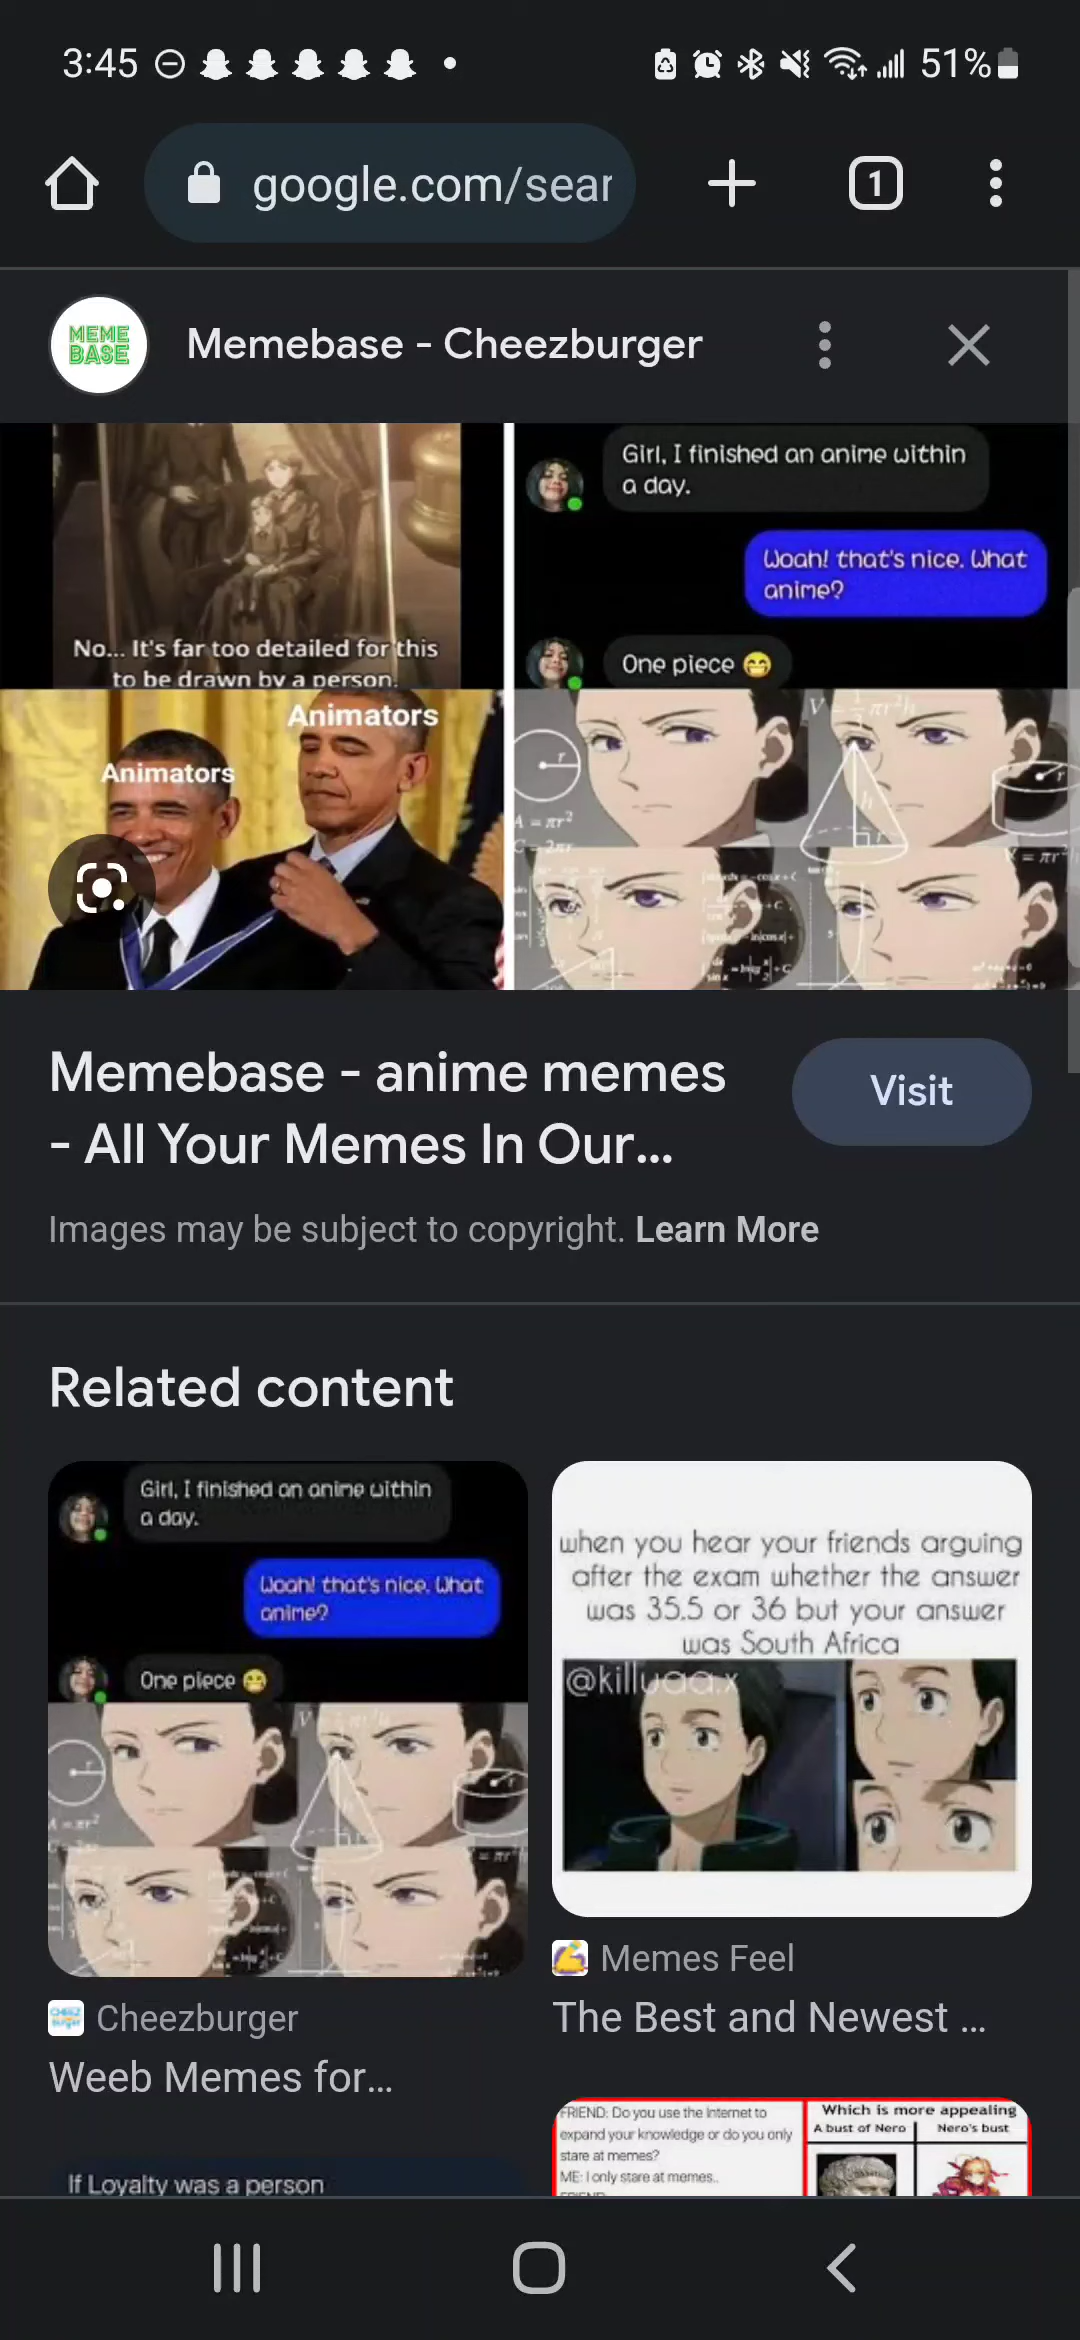 3:45
51%
google.com/sear
1
MEME
BASE
Memebase - Cheezburger
No... It's far too detailed for this
to be drawn by a person.
Animators
Animators
Girl, I finished an anime within
a day.
Woah! that's nice. What
anime?
One piece 😁
Memebase - anime memes
- All Your Memes In Our...
Visit
Images may be subject to copyright. Learn More
Related content
Girl, I finished an anime within
a day.
Woah! that's nice. What
anime?
One piece 😁
Cheezburger
Weeb Memes for...
If Loyalty was a person
when you hear your friends arguing
after the exam whether the answer
was 35.5 or 36 but your answer
was South Africa
@killuaa.x
Memes Feel
The Best and Newest ...
FRIEND: Do you use the Internet to
expand your knowledge or do you only
stare at memes?
ME: I only stare at memes..
Which is more appealing
A bust of Nero
Nero's bust